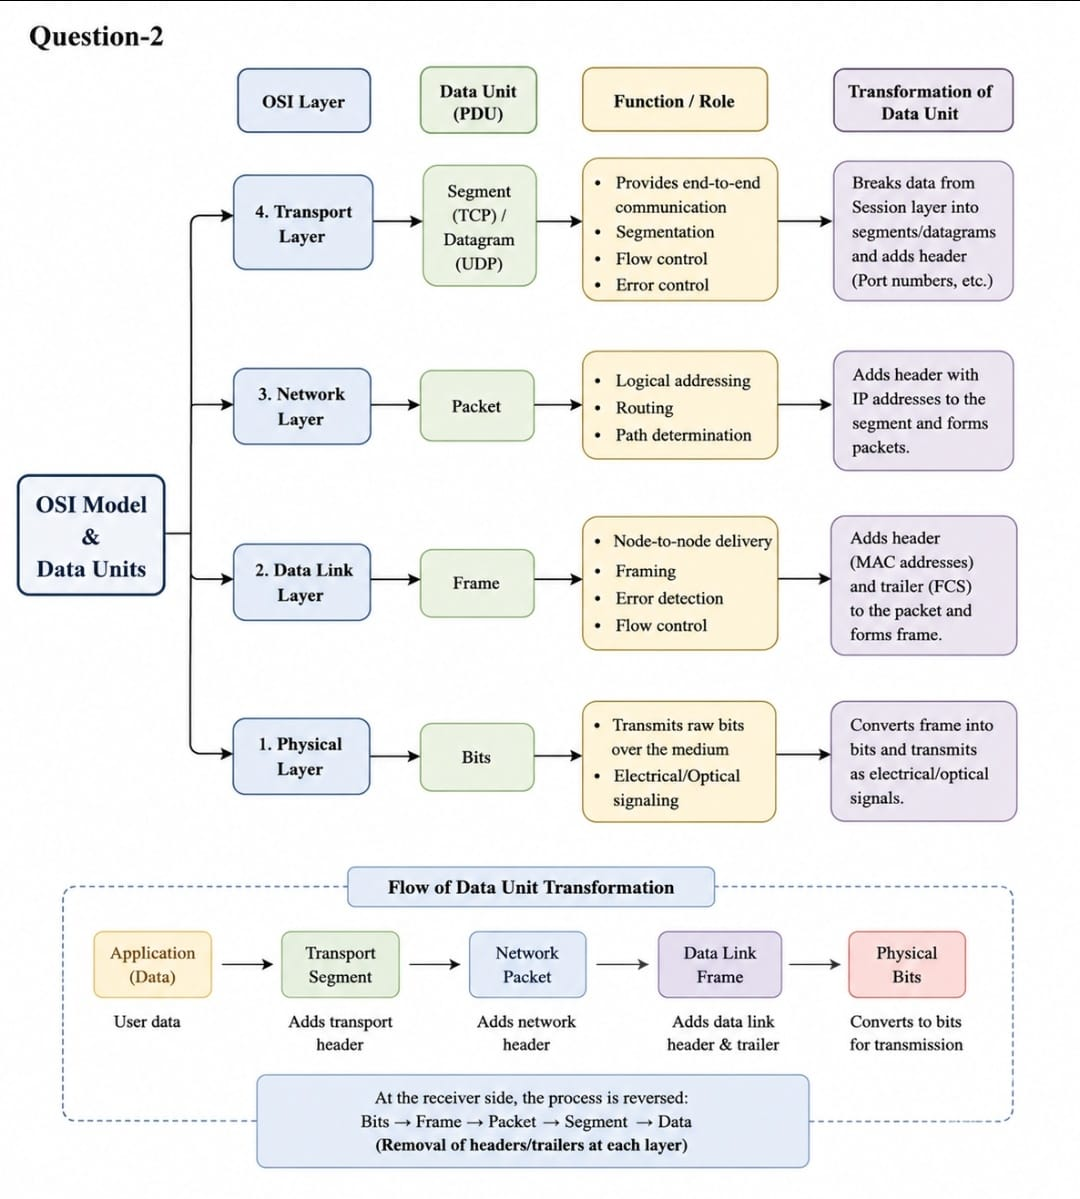 Question-2
OSI Layer
Data Unit
(PDU)
Function / Role
Transformation of
Data Unit
4. Transport
Layer
Segment
(TCP) /
Datagram
(UDP)
• Provides end-to-end
communication
• Segmentation
• Flow control
• Error control
Breaks data from
Session layer into
segments/datagrams
and adds header
(Port numbers, etc.)
3. Network
Layer
Packet
• Logical addressing
• Routing
• Path determination
Adds header with
IP addresses to the
segment and forms
packets.
OSI Model
&
Data Units
2. Data Link
Layer
Frame
• Node-to-node delivery
• Framing
• Error detection
• Flow control
Adds header
(MAC addresses)
and trailer (FCS)
to the packet and
forms frame.
1. Physical
Layer
Bits
• Transmits raw bits
over the medium
• Electrical/Optical
signaling
Converts frame into
bits and transmits
as electrical/optical
signals.
Flow of Data Unit Transformation
Application
(Data)
Transport
Segment
Network
Packet
Data Link
Frame
Physical
Bits
User data
Adds transport
header
Adds network
header
Adds data link
header & trailer
Converts to bits
for transmission
At the receiver side, the process is reversed:
Bits → Frame → Packet → Segment → Data
(Removal of headers/trailers at each layer)